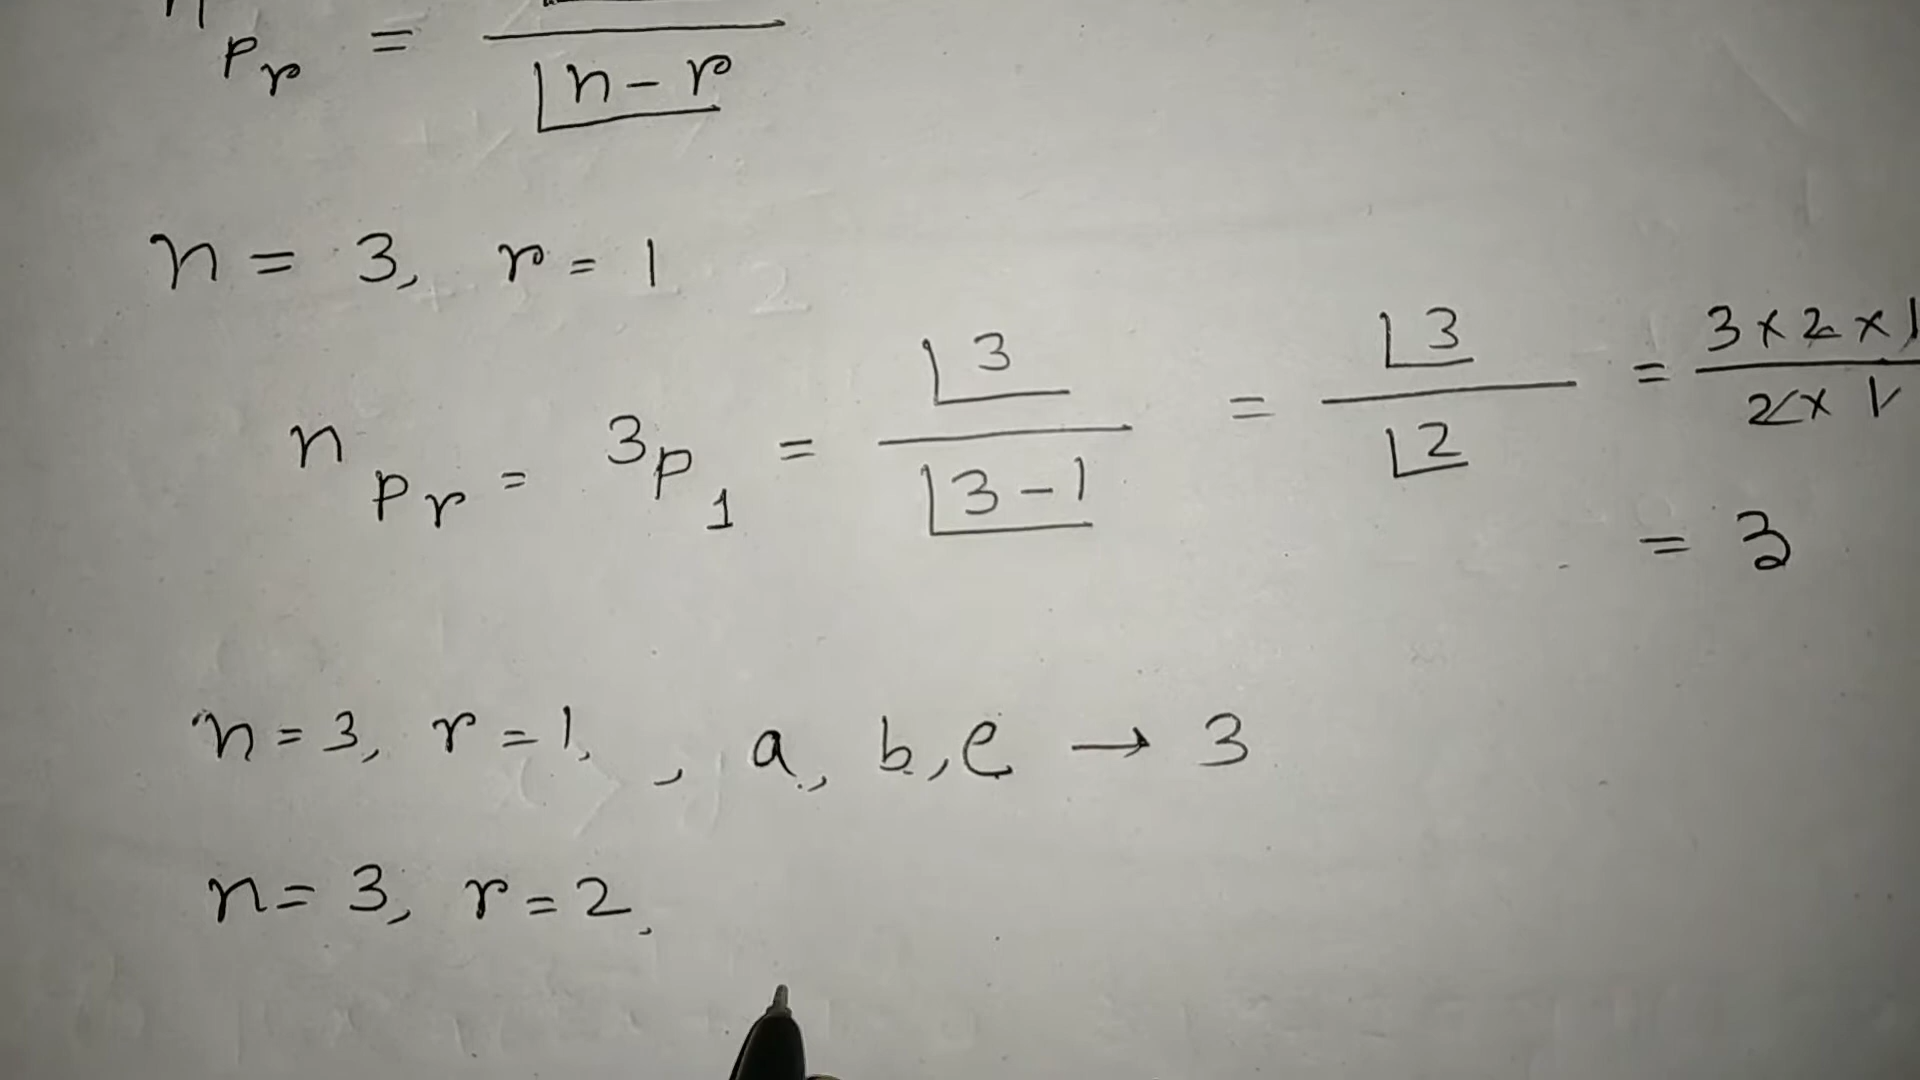 n
Pr = ⌊n-r
n = 3, r = 1
nPr = 3P1 = ⌊3 / ⌊3-1 = ⌊3 / ⌊2 = 3×2×1 / 2×1
= 3
n=3, r=1, , a, b, c → 3
n=3, r=2,